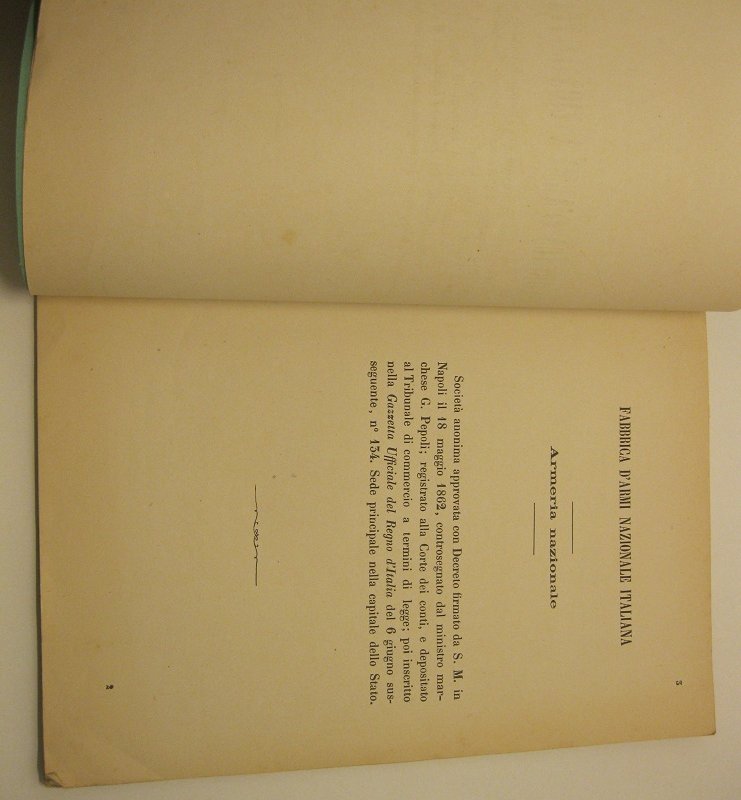 3
FABBRICA D'ARMI NAZIONALE ITALIANA
Armeria nazionale
Società anonima approvata con Decreto firmato da S. M. in
Napoli il 18 maggio 1862, controsegnato dal ministro mar-
chese G. Pepoli; registrato alla Corte dei conti, e depositato
al Tribunale di commercio a termini di legge; poi inscritto
nella Gazzetta Ufficiale del Regno d'Italia del 6 giugno sus-
seguente, n° 134. Sede principale nella capitale dello Stato.
2